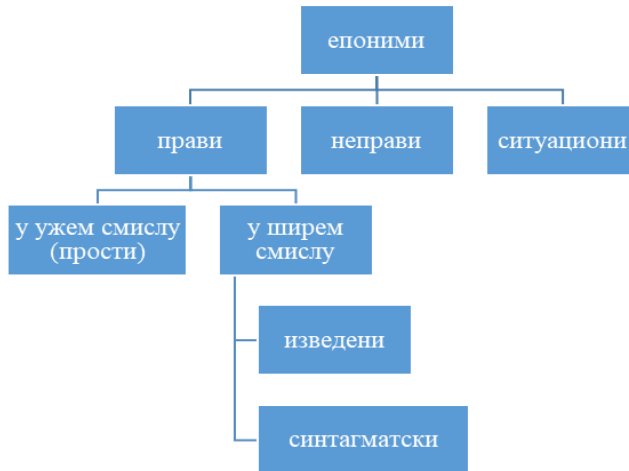 епоними
прави
неправи
ситуациони
у ужем смислу
(прости)
у ширем
смислу
изведени
синтагматски